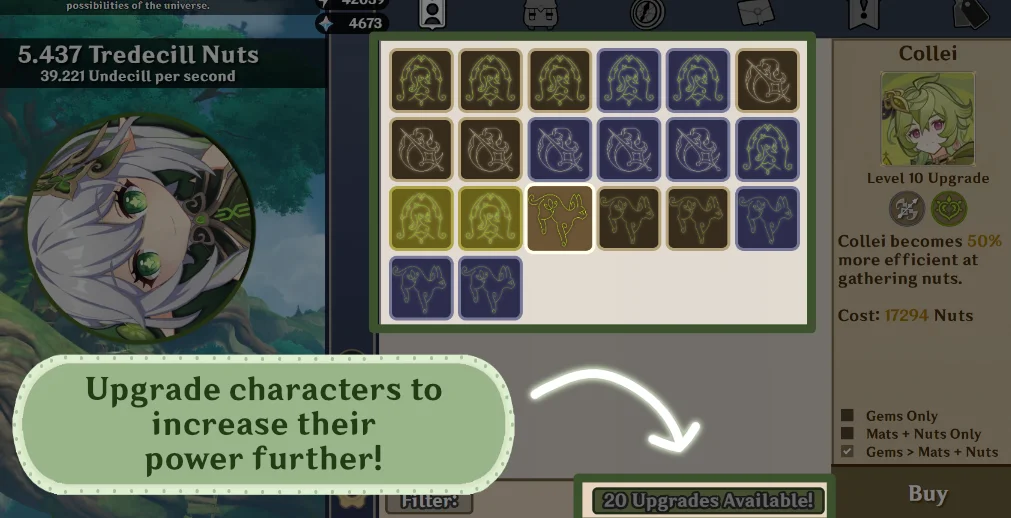 possibilities of the universe.
4673
5.437 Tredecill Nuts
39.221 Undecill per second
Collei
Level 10 Upgrade
Collei becomes 50%
more efficient at
gathering nuts.
Cost: 17294 Nuts
Upgrade characters to
increase their
power further!
Gems Only
Mats + Nuts Only
Gems > Mats + Nuts
Filter:
20 Upgrades Available!
Buy